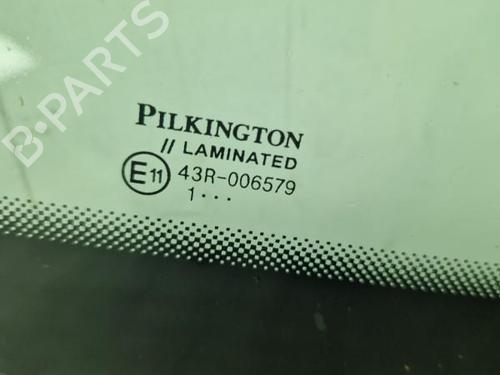 B-PARTS
PILKINGTON
// LAMINATED
E11 43R-006579
1···